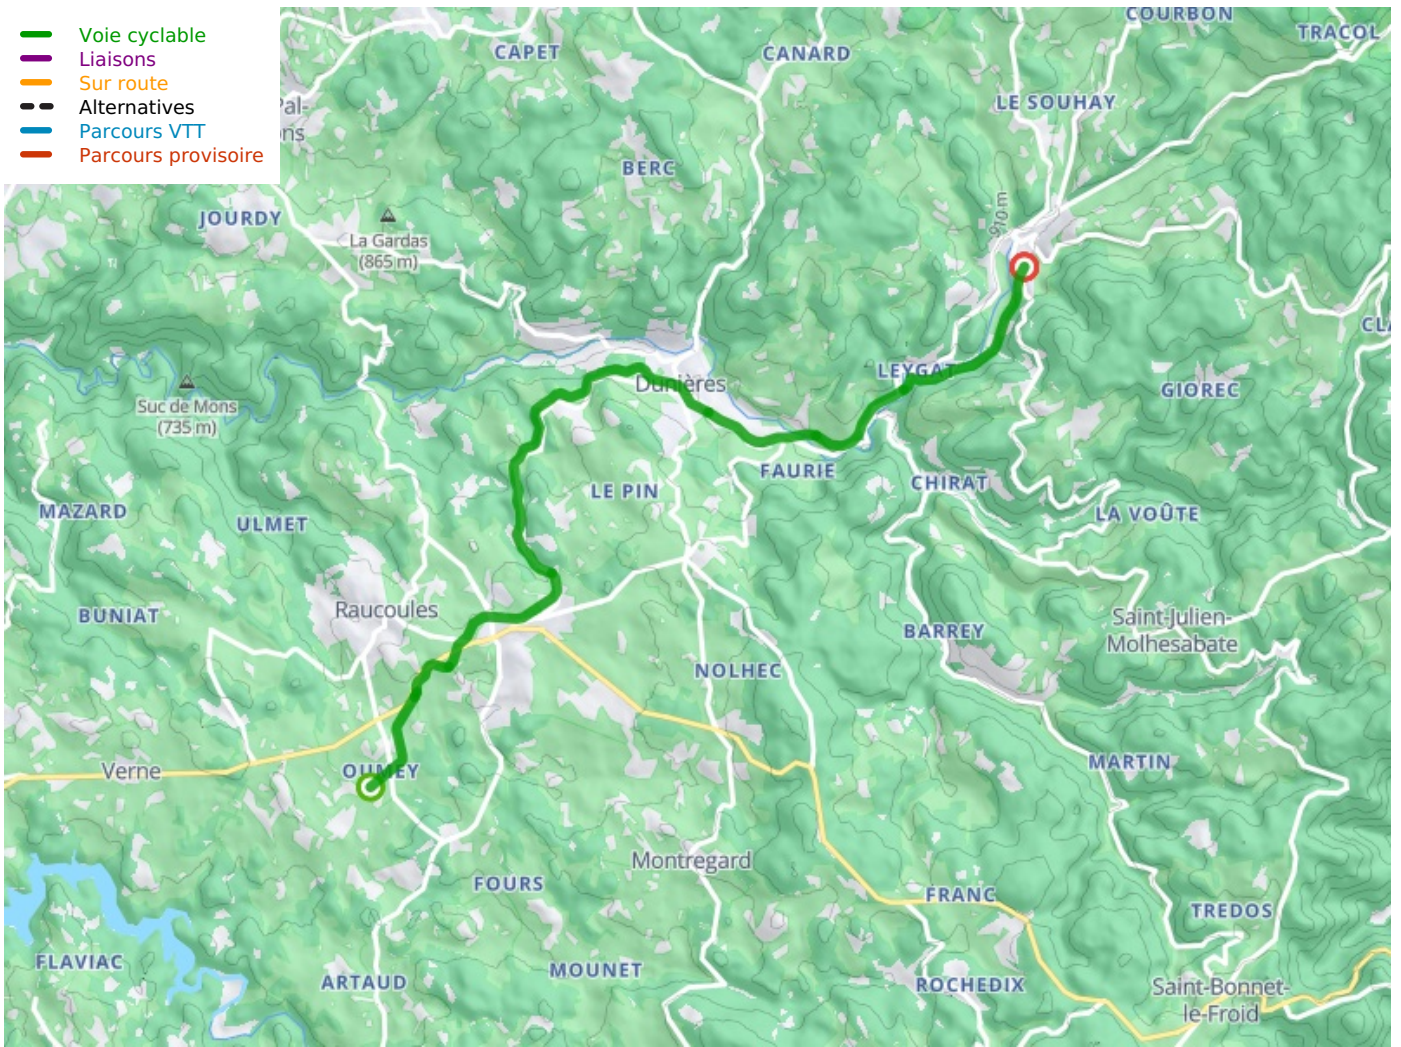 Voie cyclable
Liaisons
Sur route
Alternatives
Parcours VTT
Parcours provisoire
COURBON
TRACOL
CAPET
CANARD
LE SOUHAY
BERC
JOURDY
La Gardas
(865 m)
910 m
Dunières
LEYGAT
GIOREC
Suc de Mons
(735 m)
FAURIE
LE PIN
CHIRAT
MAZARD
ULMET
LA VOÛTE
BUNIAT
Raucoules
BARREY
Saint-Julien-
Molhesabate
NOLHEC
Verne
OUMEY
MARTIN
Montregard
FOURS
FRANC
TREDOS
FLAVIAC
ARTAUD
MOUNET
ROCHEDIX
Saint-Bonnet-
le-Froid